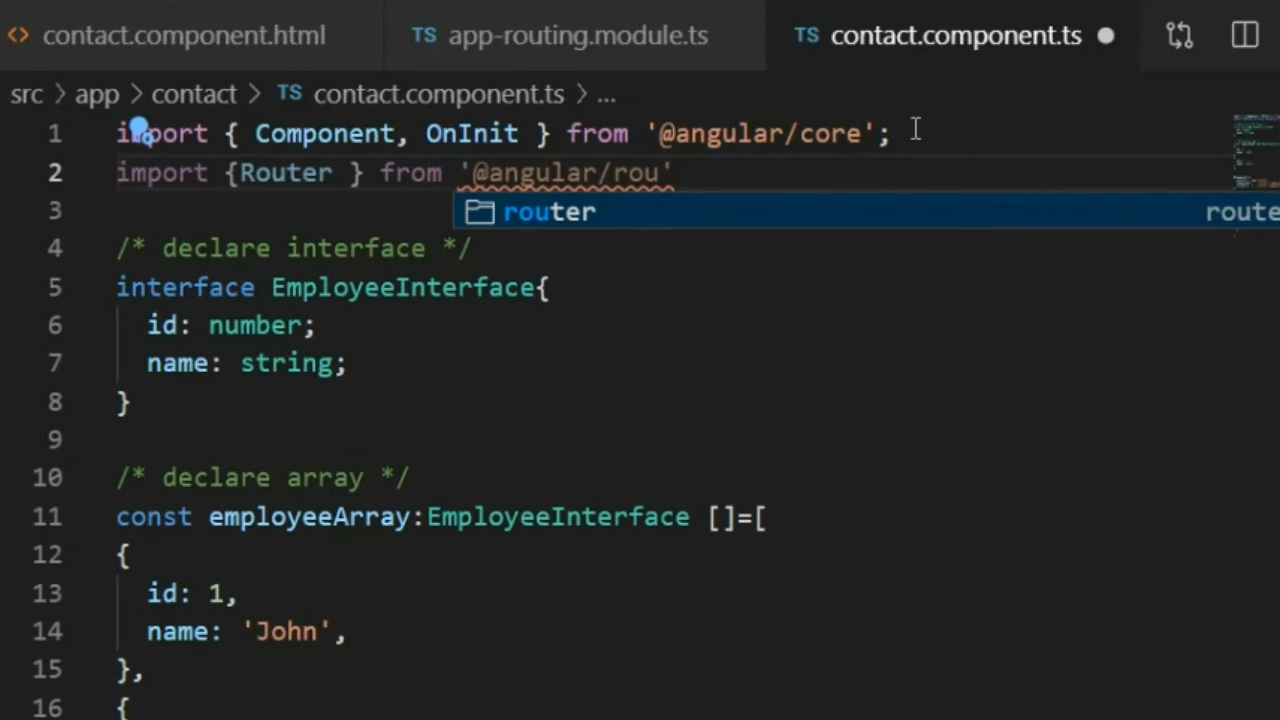 <> contact.component.html TS app-routing.module.ts TS contact.component.ts
src > app > contact > TS contact.component.ts > ...
1 import { Component, OnInit } from '@angular/core';
2 import {Router } from '@angular/rou'
router
3
4 /* declare interface */
5 interface EmployeeInterface{
6 id: number;
7 name: string;
8 }
9
10 /* declare array */
11 const employeeArray:EmployeeInterface []=[
12 {
13 id: 1,
14 name: 'John',
15 },
16 {